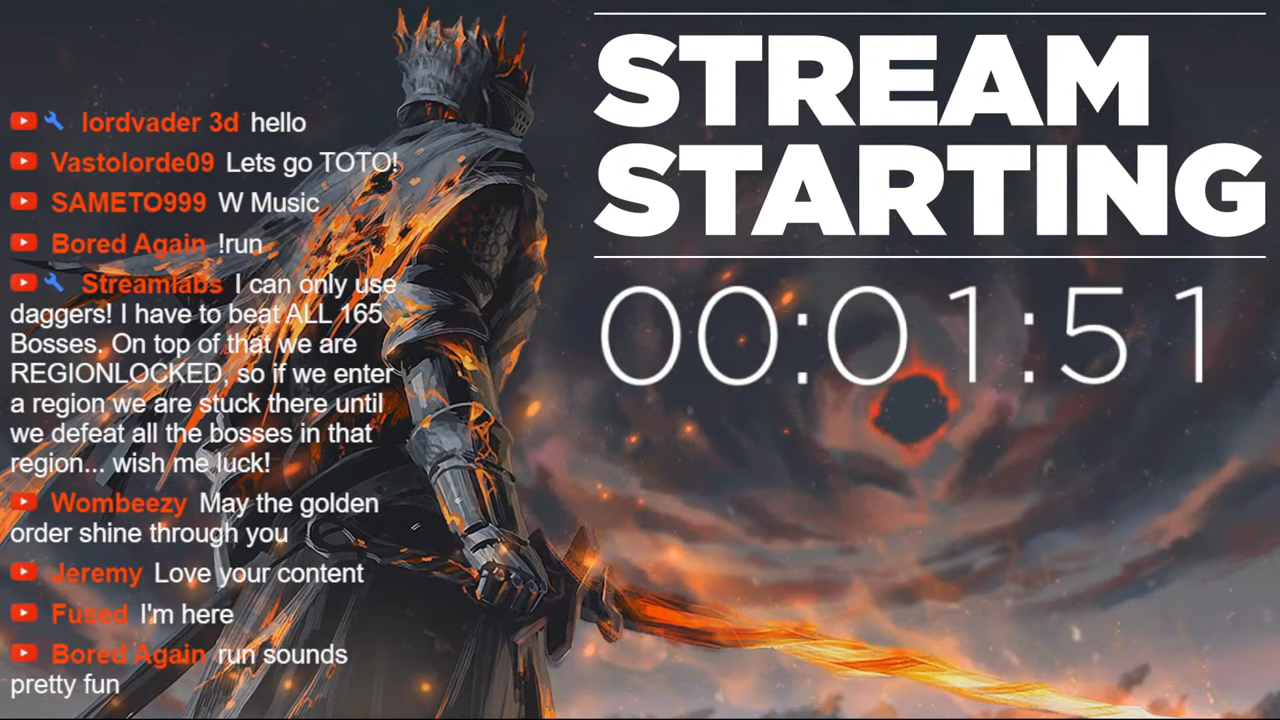 lordvader 3d hello
Vastolorde09 Lets go TOTO!
SAMETO999 W Music
Bored Again !run
Streamlabs I can only use
daggers! I have to beat ALL 165
Bosses. On top of that we are
REGIONLOCKED, so if we enter
a region we are stuck there until
we defeat all the bosses in that
region... wish me luck!
Wombeezy May the golden
order shine through you
Jeremy Love your content
Fused I'm here
Bored Again run sounds
pretty fun
STREAM
STARTING
00:01:51